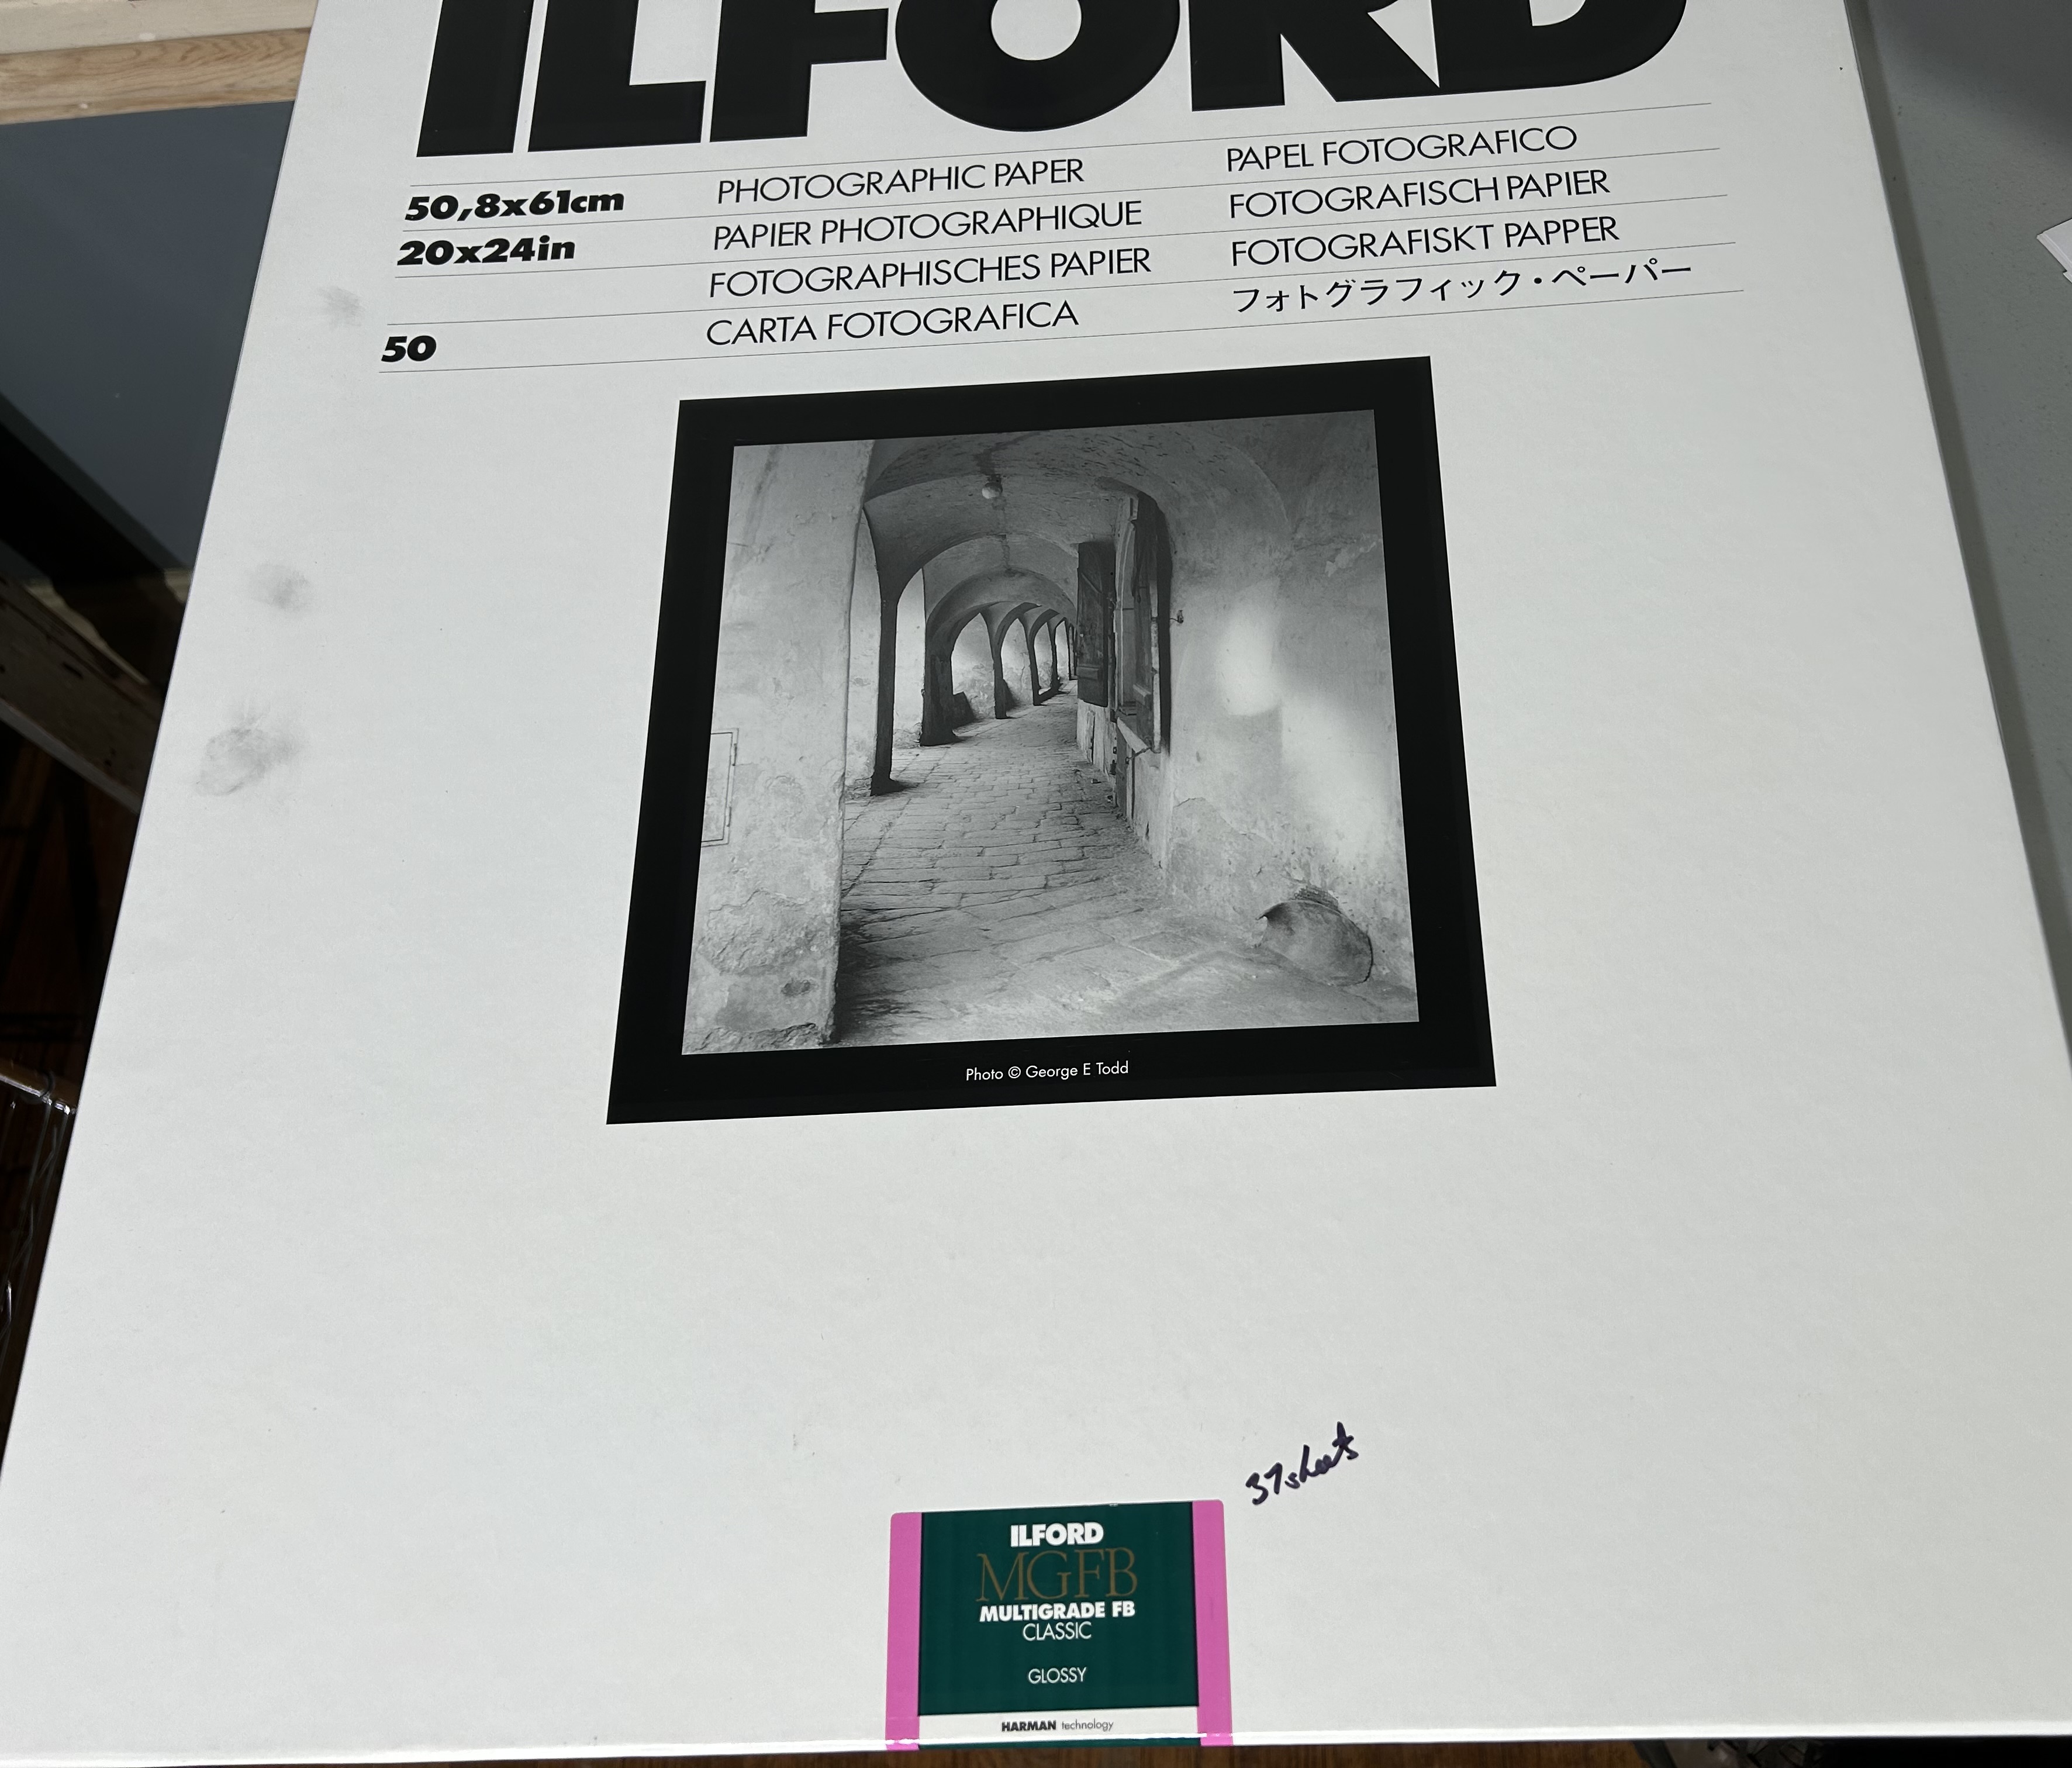 ILFORD
50,8x61cm
20x24in
50
PHOTOGRAPHIC PAPER
PAPIER PHOTOGRAPHIQUE
FOTOGRAPHISCHES PAPIER
CARTA FOTOGRAFICA
PAPEL FOTOGRAFICO
FOTOGRAFISCH PAPIER
FOTOGRAFISKT PAPPER
フォトグラフィック・ペーパー
Photo © George E Todd
37sheets
ILFORD
MGFB
MULTIGRADE FB
CLASSIC
GLOSSY
HARMAN technology